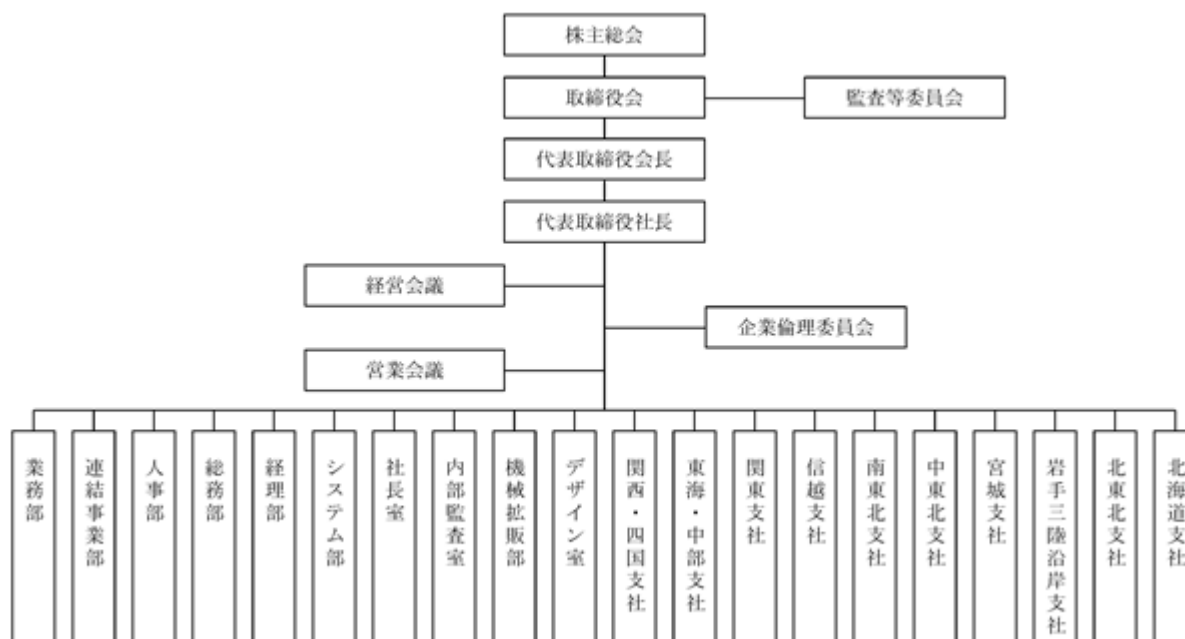 株主総会
取締役会
監査等委員会
代表取締役会長
代表取締役社長
経営会議
企業倫理委員会
営業会議
業務部
連結事業部
人事部
総務部
経理部
システム部
社長室
内部監査室
機械拡販部
デザイン室
関西・四国支社
東海・中部支社
関東支社
信越支社
南東北支社
中東北支社
宮城支社
岩手三陸沿岸支社
北東北支社
北海道支社